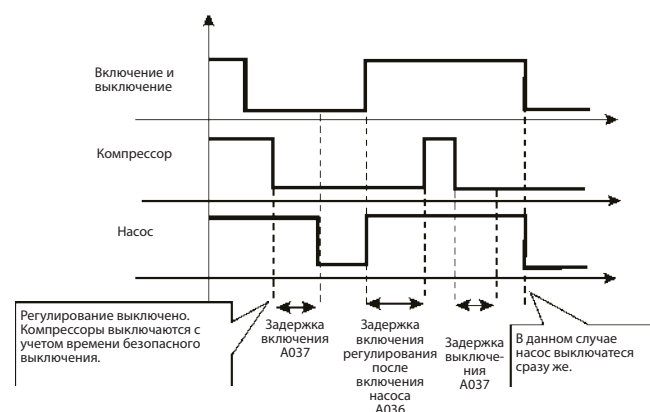 Включение и
выключение
Компрессор
Насос
Регулирование выключено.
Компрессоры выключаются с
учетом времени безопасного
выключения.
Задержка
включения
A037
Задержка
включения
регулирования
после
включения
насоса
A036
Задержка
выключе-
ния
A037
В данном случае
насос выключатеся
сразу же.